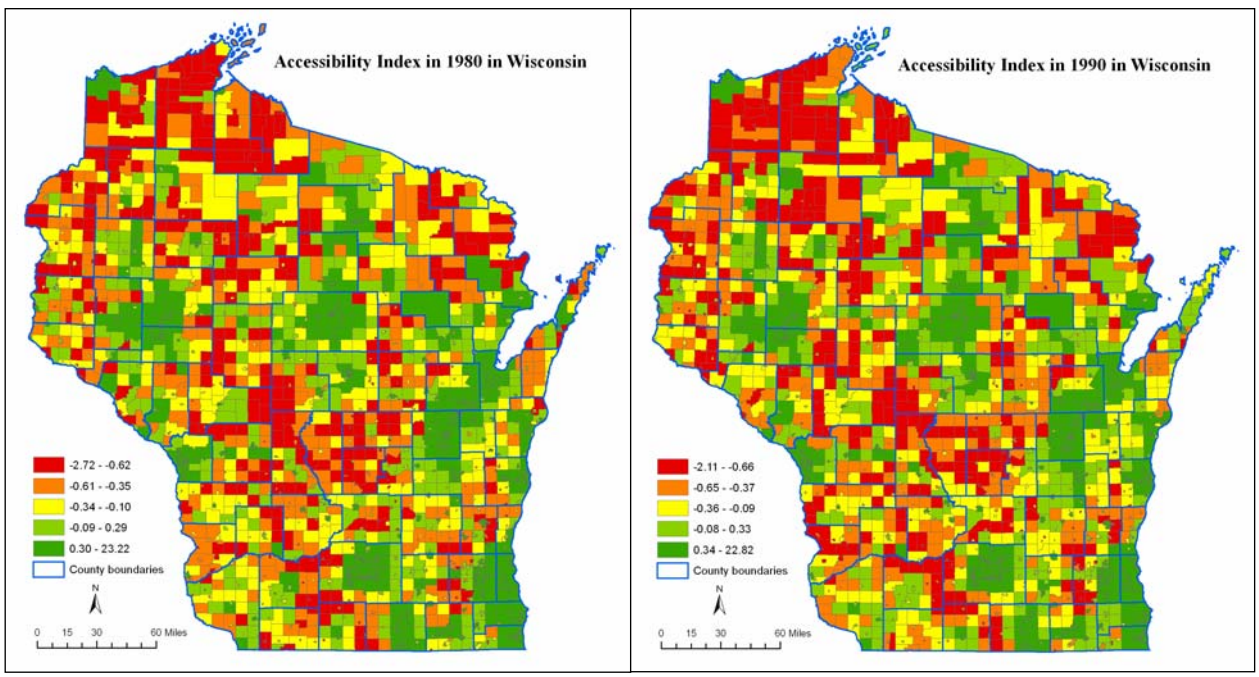 Accessibility Index in 1980 in Wisconsin
-2.72 - -0.62
-0.61 - -0.35
-0.34 - -0.10
-0.09 - 0.29
0.30 - 23.22
County boundaries
N
0 15 30 60 Miles
Accessibility Index in 1990 in Wisconsin
-2.11 - -0.66
-0.65 - -0.37
-0.36 - -0.09
-0.08 - 0.33
0.34 - 22.82
County boundaries
N
0 15 30 60 Miles